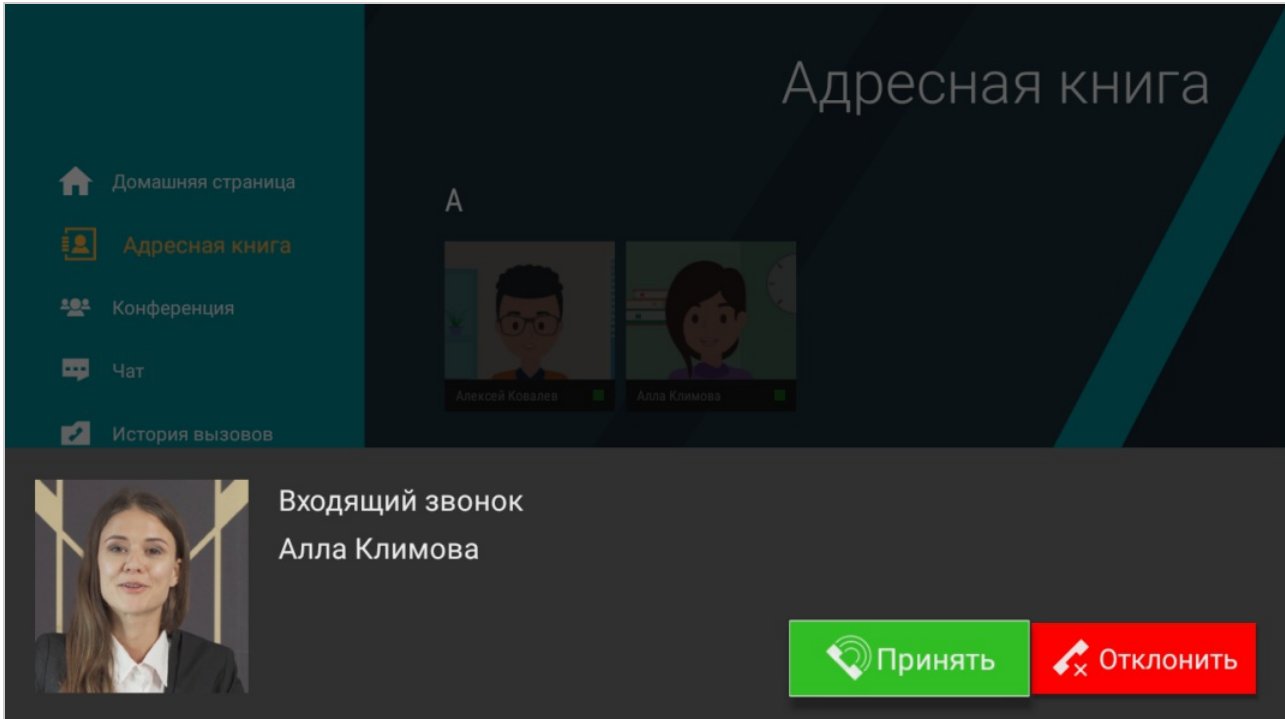 Адресная книга
Домашняя страница
Адресная книга
Конференция
Чат
История вызовов
А
Алексей Ковалев
Алла Климова
Входящий звонок
Алла Климова
Принять
Отклонить